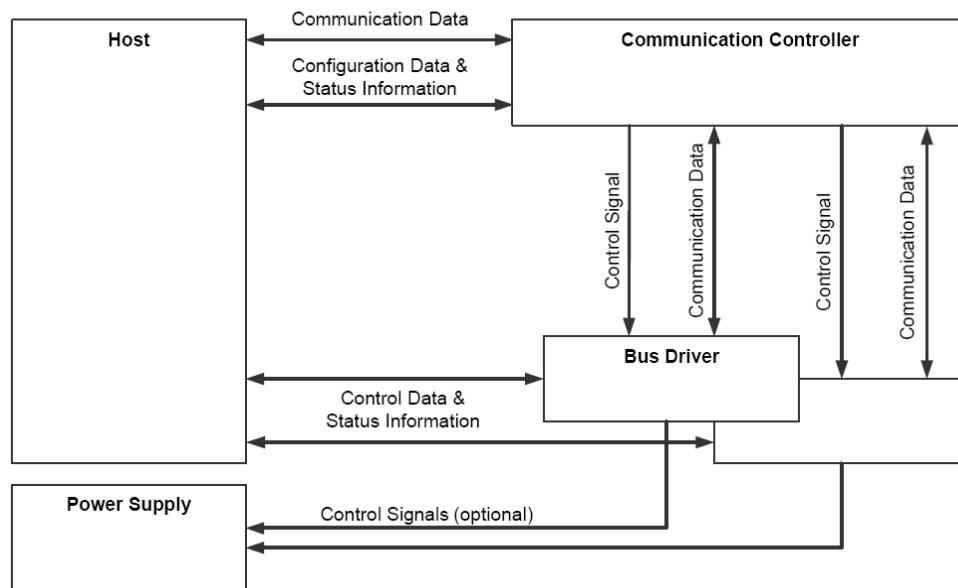 Host
Communication Data
Communication Controller
Configuration Data &
Status Information
Control Signal
Communication Data
Control Signal
Communication Data
Bus Driver
Control Data &
Status Information
Power Supply
Control Signals (optional)